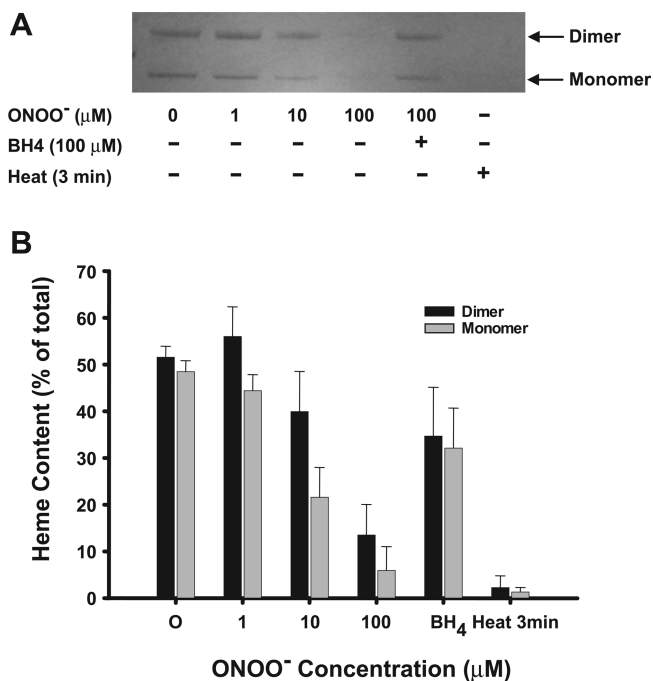 A
Dimer
Monomer
ONOO⁻ (μM) 0 1 10 100 100 –
BH4 (100 μM) – – – – + –
Heat (3 min) – – – – – +
B
Heme Content (% of total)
70
60
50
40
30
20
10
0
Dimer
Monomer
O 1 10 100 BH₄ Heat 3min
ONOO⁻ Concentration (μM)